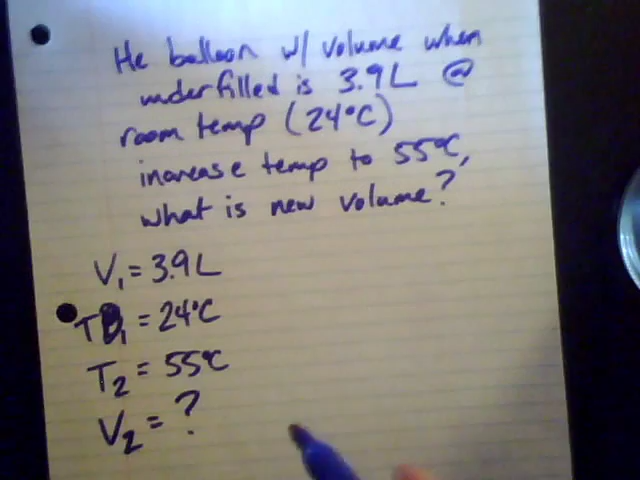 He balloon w/ volume when
underfilled is 3.9L @
room temp (24°C)
increase temp to 55°C,
what is new volume?
V₁ = 3.9L
T₁ = 24°C
T₂ = 55°C
V₂ = ?